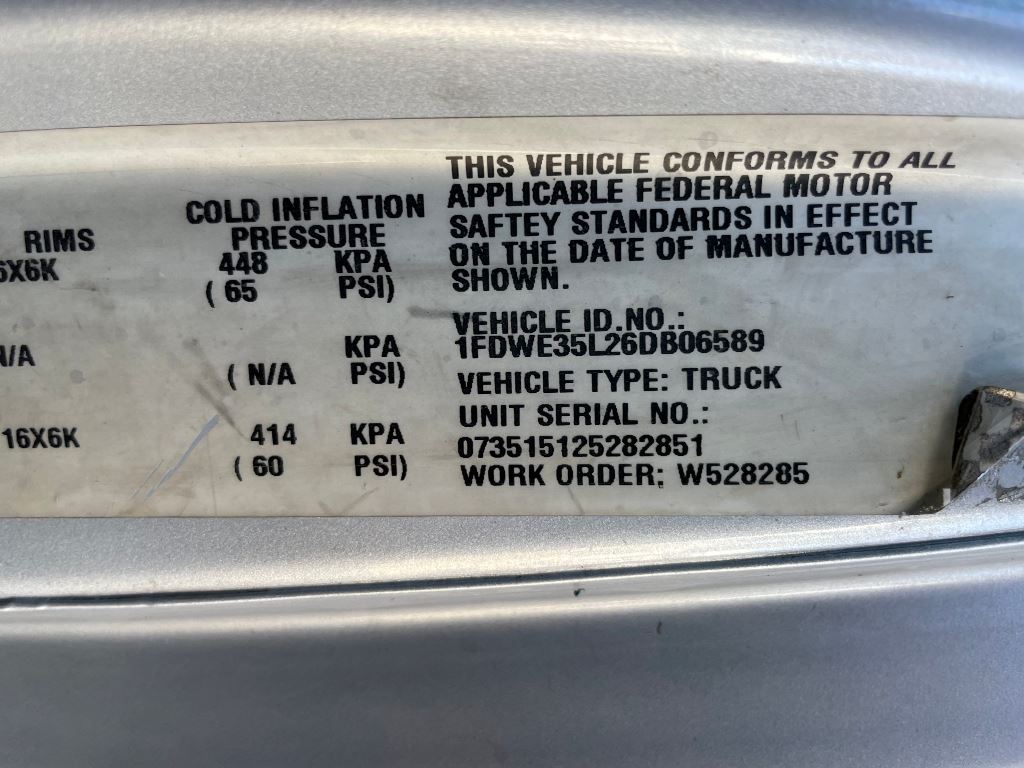 RIMS
6X6K
N/A
16X6K
COLD INFLATION
PRESSURE
448 KPA
( 65 PSI)
KPA
( N/A PSI)
414 KPA
( 60 PSI)
THIS VEHICLE CONFORMS TO ALL
APPLICABLE FEDERAL MOTOR
SAFTEY STANDARDS IN EFFECT
ON THE DATE OF MANUFACTURE
SHOWN.
VEHICLE ID.NO.:
1FDWE35L26DB06589
VEHICLE TYPE: TRUCK
UNIT SERIAL NO.:
073515125282851
WORK ORDER: W528285